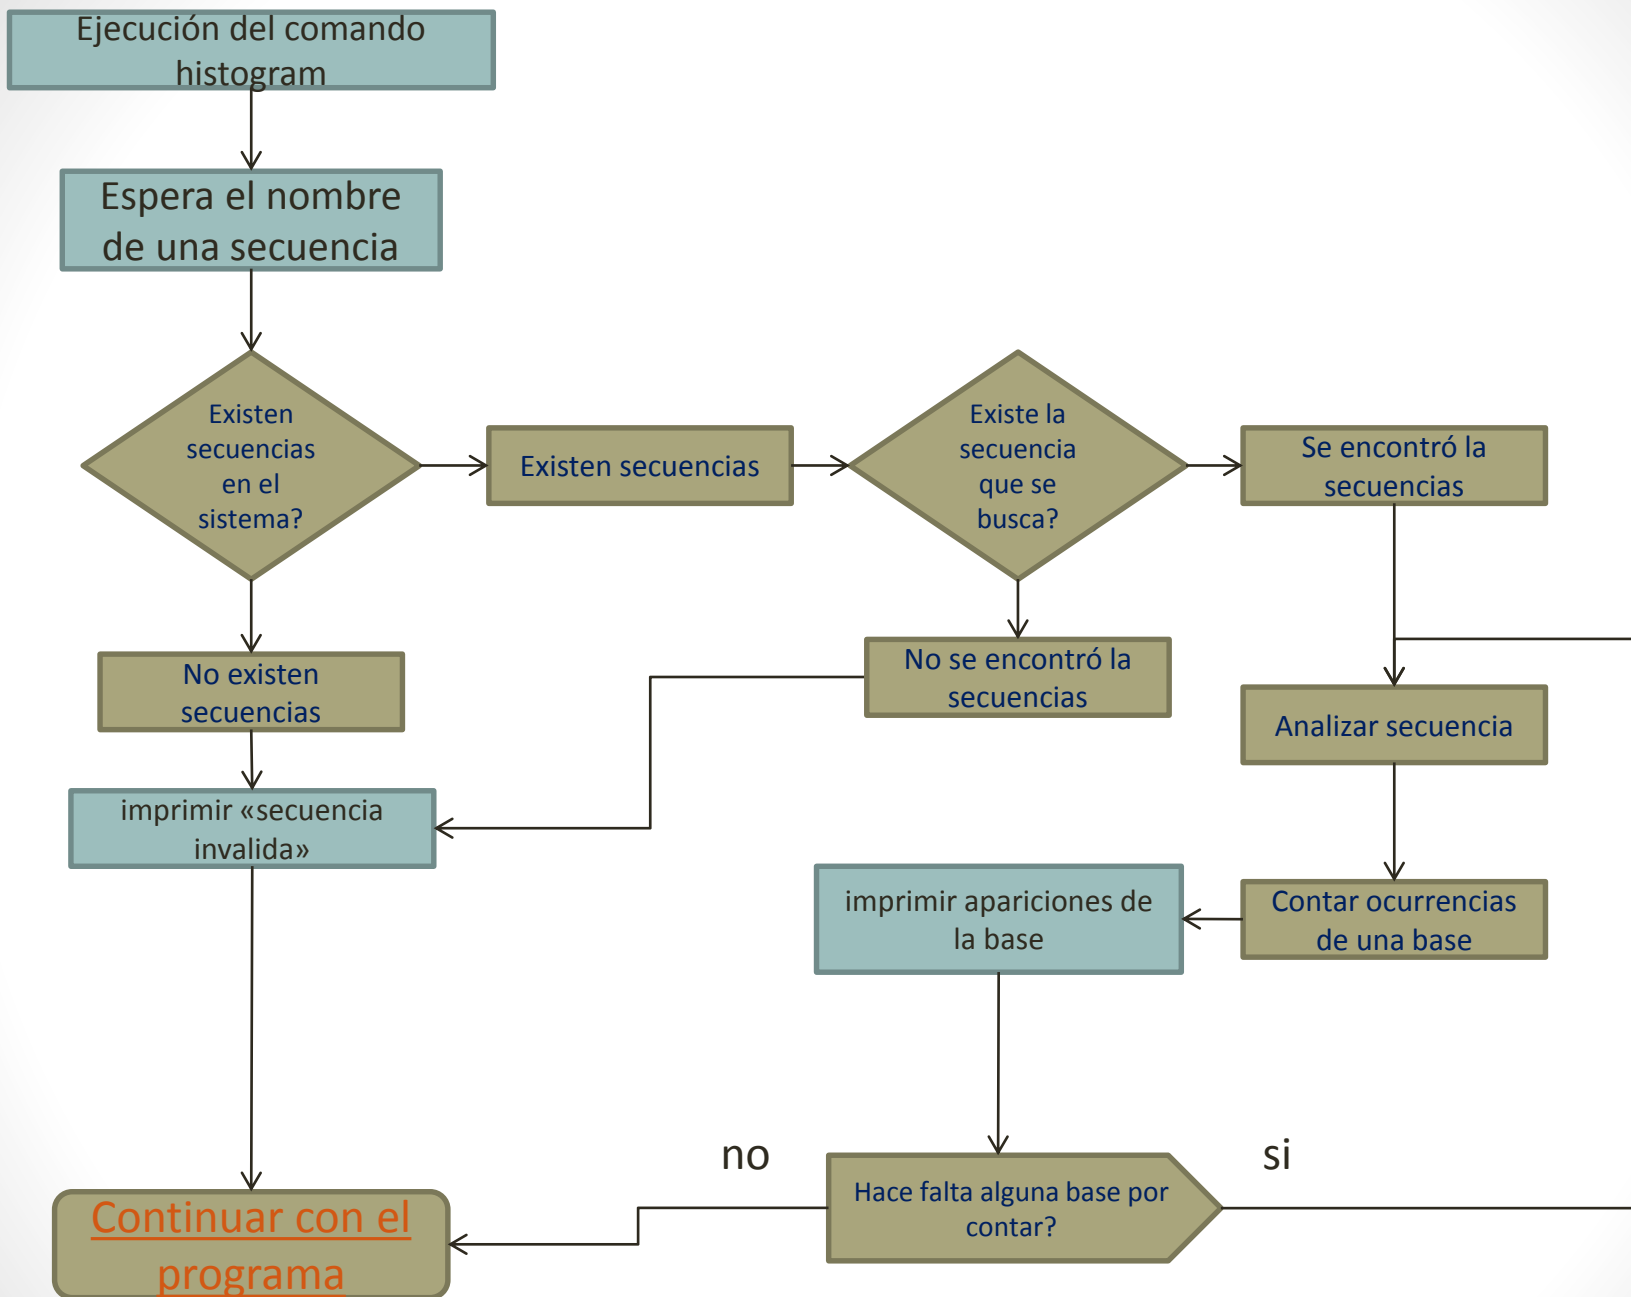 Ejecución del comando
histogram
Espera el nombre
de una secuencia
Existen
secuencias
en el
sistema?
Existen secuencias
Existe la
secuencia
que se
busca?
Se encontró la
secuencias
No existen
secuencias
No se encontró la
secuencias
Analizar secuencia
imprimir «secuencia
invalida»
imprimir apariciones de
la base
Contar ocurrencias
de una base
no
si
Hace falta alguna base por
contar?
Continuar con el
programa